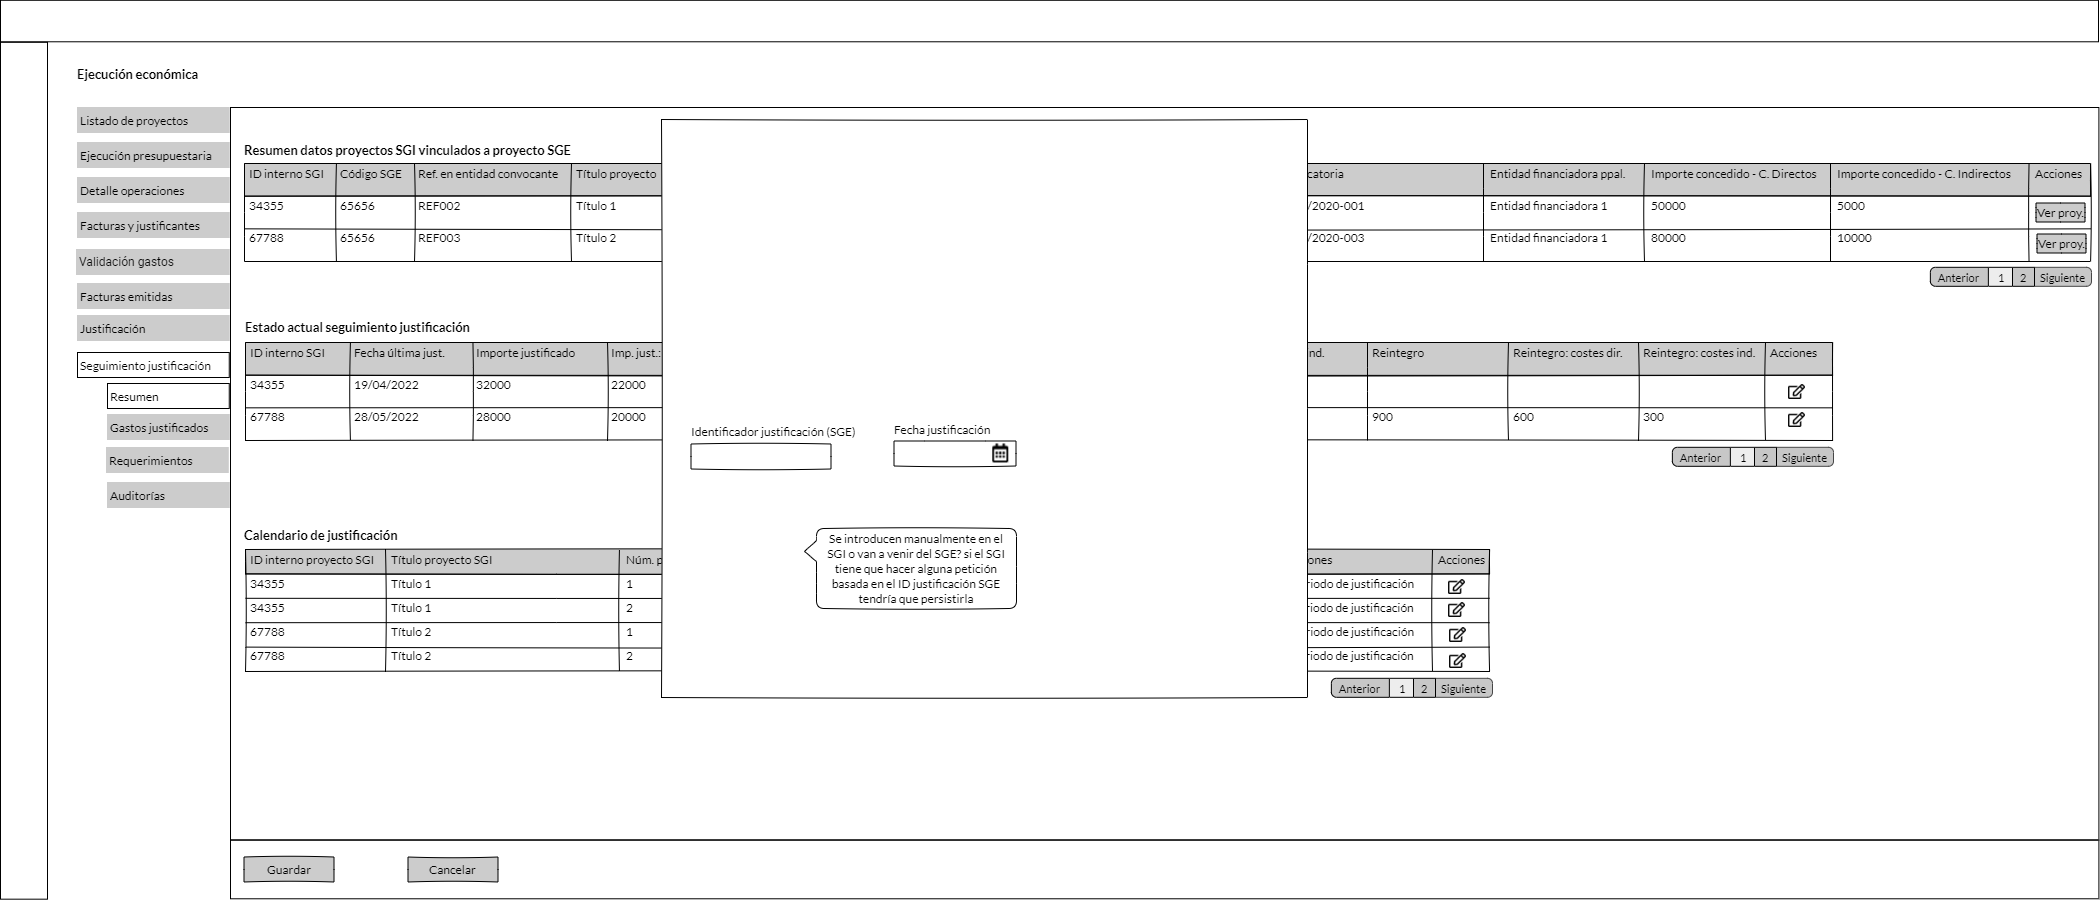 Ejecución económica
Listado de proyectos
Ejecución presupuestaria
Detalle operaciones
Facturas y justificantes
Validación gastos
Facturas emitidas
Justificación
Seguimiento justificación
Resumen
Gastos justificados
Requerimientos
Auditorías
Resumen datos proyectos SGI vinculados a proyecto SGE
ID interno SGI Código SGE Ref. en entidad convocante Título proyecto catoria Entidad financiadora ppal. Importe concedido - C. Directos Importe concedido - C. Indirectos Acciones
34355 65656 REF002 Título 1 /2020-001 Entidad financiadora 1 50000 5000 Ver proy.
67788 65656 REF003 Título 2 /2020-003 Entidad financiadora 1 80000 10000 Ver proy.
Anterior 1 2 Siguiente
Estado actual seguimiento justificación
ID interno SGI Fecha última just. Importe justificado Imp. just.: nd. Reintegro Reintegro: costes dir. Reintegro: costes ind. Acciones
34355 19/04/2022 32000 22000
67788 28/05/2022 28000 20000 900 600 300
Anterior 1 2 Siguiente
Identificador justificación (SGE) Fecha justificación
Se introducen manualmente en el
SGI o van a venir del SGE? si el SGI
tiene que hacer alguna petición
basada en el ID justificación SGE
tendría que persistirla
Calendario de justificación
ID interno proyecto SGI Título proyecto SGI Núm. p ones Acciones
34355 Título 1 1 riodo de justificación
34355 Título 1 2 riodo de justificación
67788 Título 2 1 riodo de justificación
67788 Título 2 2 riodo de justificación
Anterior 1 2 Siguiente
Guardar Cancelar